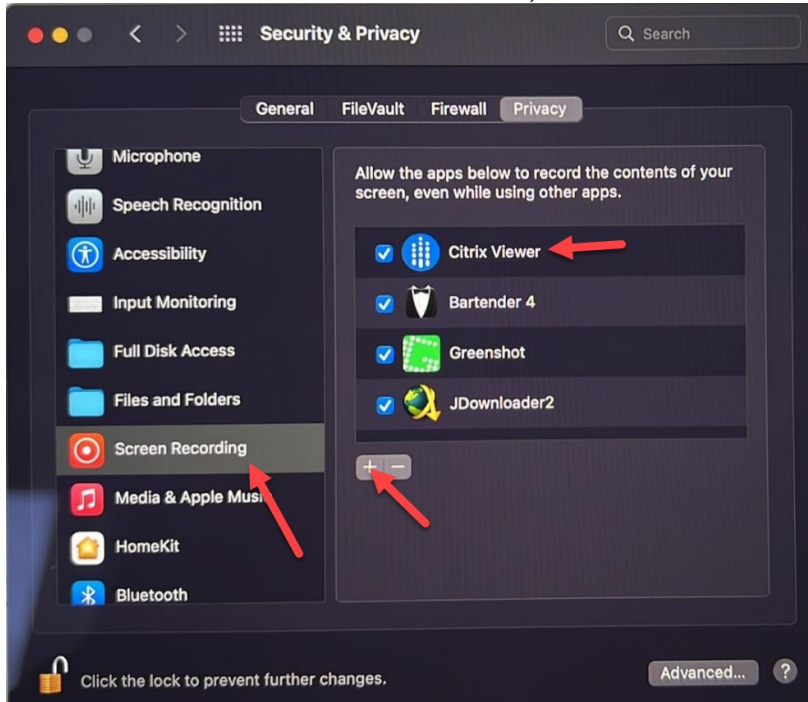 Security & Privacy
Search
General
FileVault
Firewall
Privacy
Microphone
Speech Recognition
Accessibility
Input Monitoring
Full Disk Access
Files and Folders
Screen Recording
Media & Apple Music
HomeKit
Bluetooth
Allow the apps below to record the contents of your
screen, even while using other apps.
Citrix Viewer
Bartender 4
Greenshot
JDownloader2
+ −
Click the lock to prevent further changes.
Advanced...
?